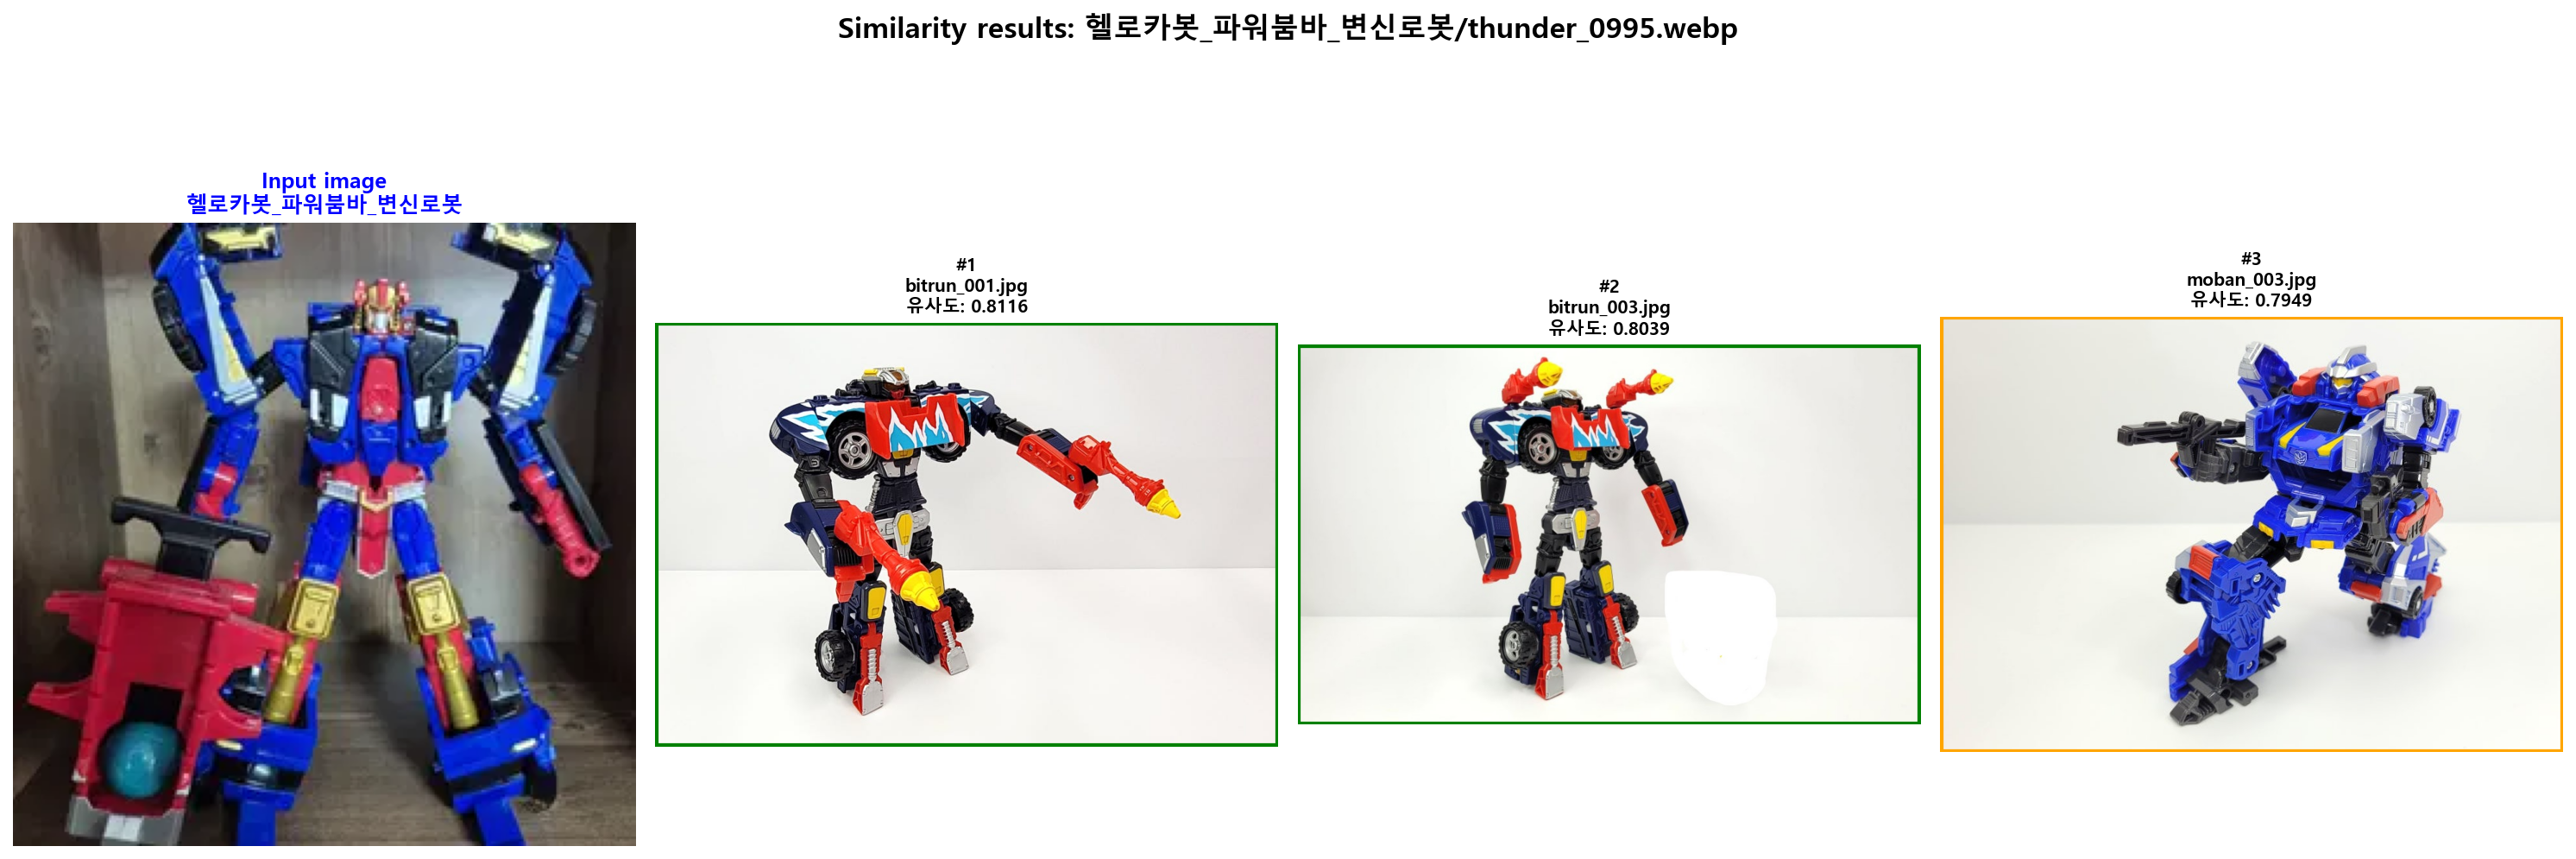 Similarity results: 헬로카봇_파워붐바_변신로봇/thunder_0995.webp
Input image
헬로카봇_파워붐바_변신로봇
#1
bitrun_001.jpg
유사도: 0.8116
#2
bitrun_003.jpg
유사도: 0.8039
#3
moban_003.jpg
유사도: 0.7949